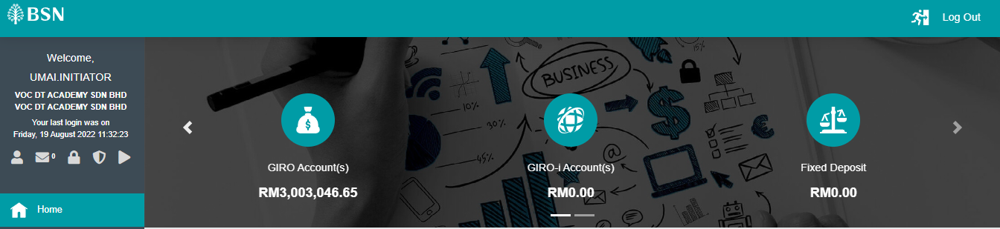 BSN
Log Out
Welcome,
UMAI.INITIATOR
VOC DT ACADEMY SDN BHD
VOC DT ACADEMY SDN BHD
Your last login was on
Friday, 19 August 2022 11:32:23
0
Home
BUSINESS
15%
10%
30%
45%
$
GIRO Account(s)
RM3,003,046.65
GIRO-i Account(s)
RM0.00
@
$
€
Fixed Deposit
RM0.00